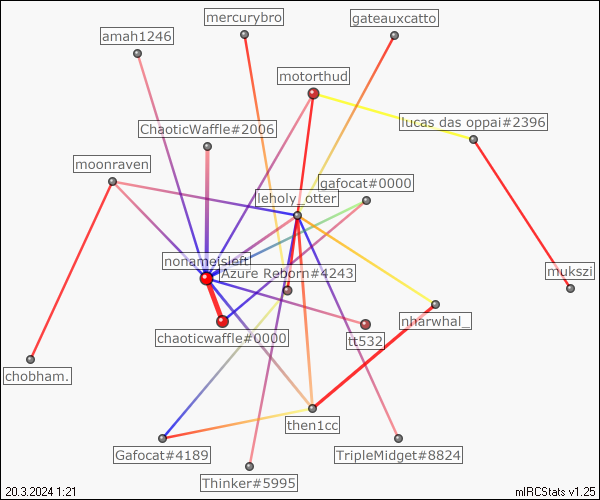 mercurybro
gateauxcatto
amah1246
motorthud
lucas das oppai#2396
ChaoticWaffle#2006
moonraven
gafocat#0000
leholy_otter
nonameisleft
Azure Reborn#4243
mukszi
nharwhal_
chaoticwaffle#0000
tt532
chobham.
then1cc
Gafocat#4189
TripleMidget#8824
Thinker#5995
20.3.2024 1:21
mIRCStats v1.25